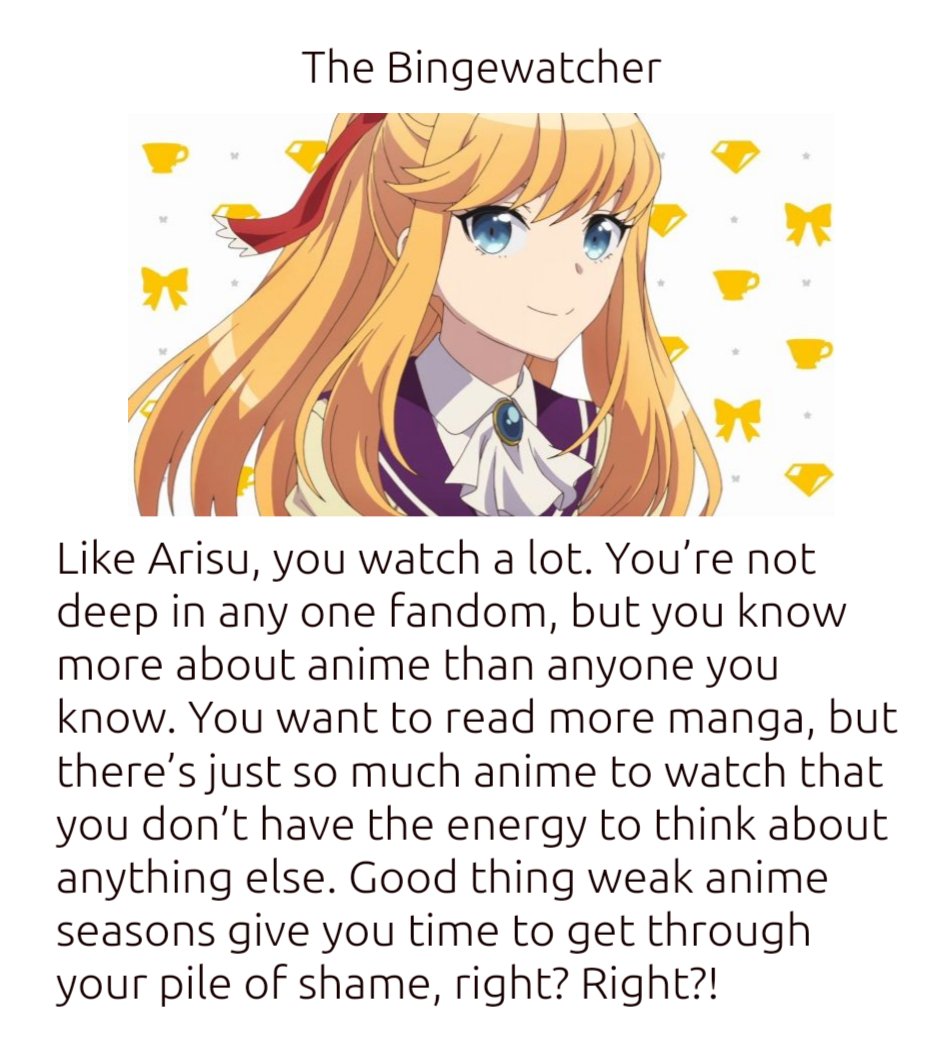 The Bingewatcher
Like Arisu, you watch a lot. You’re not
deep in any one fandom, but you know
more about anime than anyone you
know. You want to read more manga, but
there’s just so much anime to watch that
you don’t have the energy to think about
anything else. Good thing weak anime
seasons give you time to get through
your pile of shame, right? Right?!